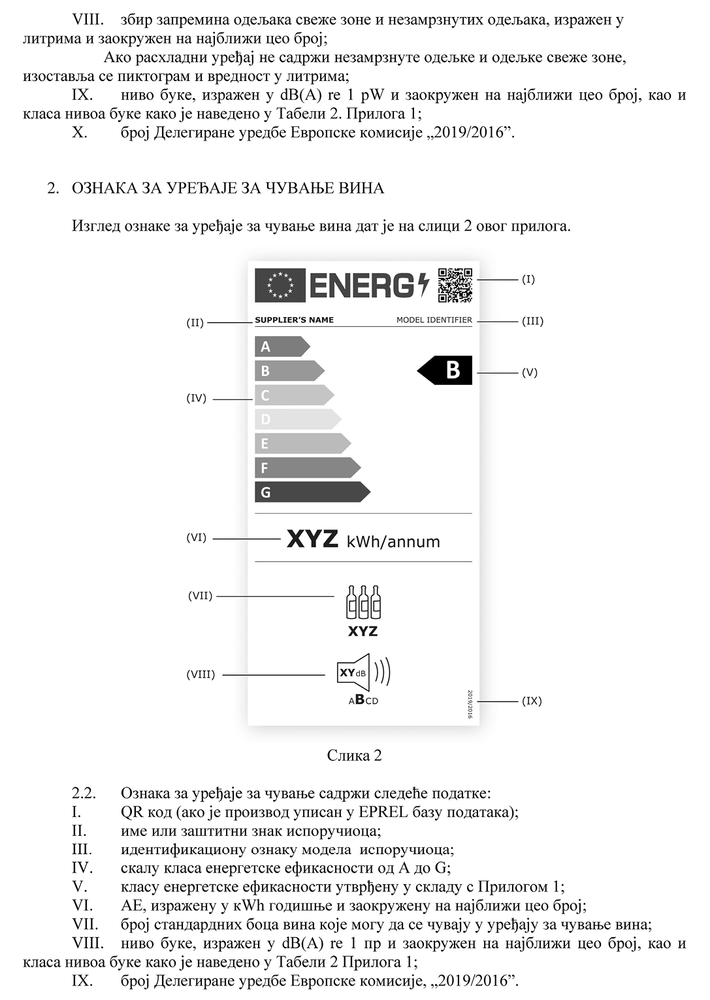 VIII. збир запремина одељака свеже зоне и незамрзнутих одељака, изражен у
литрима и заокружен на најближи цео број;
Ако расхладни уређај не садржи незамрзнуте одељке и одељке свеже зоне,
изоставља се пиктограм и вредност у литрима;
IX. ниво буке, изражен у dB(A) re 1 pW и заокружен на најближи цео број, као и
класа нивоа буке како је наведено у Табели 2. Прилога 1;
X. број Делегиране уредбе Европске комисије „2019/2016”.
2. ОЗНАКА ЗА УРЕЂАЈЕ ЗА ЧУВАЊЕ ВИНА
Изглед ознаке за уређаје за чување вина дат је на слици 2 овог прилога.
ENERG
(I)
(II)
SUPPLIER’S NAME
MODEL IDENTIFIER
(III)
A
B
B
(V)
(IV)
C
D
E
F
G
(VI)
XYZ kWh/annum
(VII)
XYZ
(VIII)
XY dB
ABCD
2019/2016
(IX)
Слика 2
2.2. Ознака за уређаје за чување садржи следеће податке:
I. QR код (ако је производ уписан у EPREL базу података);
II. име или заштитни знак испоручиоца;
III. идентификациону ознаку модела испоручиоца;
IV. скалу класа енергетске ефикасности од А до G;
V. класу енергетске ефикасности утврђену у складу с Прилогом 1;
VI. АЕ, изражену у кWh годишње и заокружену на најближи цео број;
VII. број стандардних боца вина које могу да се чувају у уређају за чување вина;
VIII. ниво буке, изражен у dB(A) re 1 пр и заокружен на најближи цео број, као и
класа нивоа буке како је наведено у Табели 2 Прилога 1;
IX. број Делегиране уредбе Европске комисије, „2019/2016”.